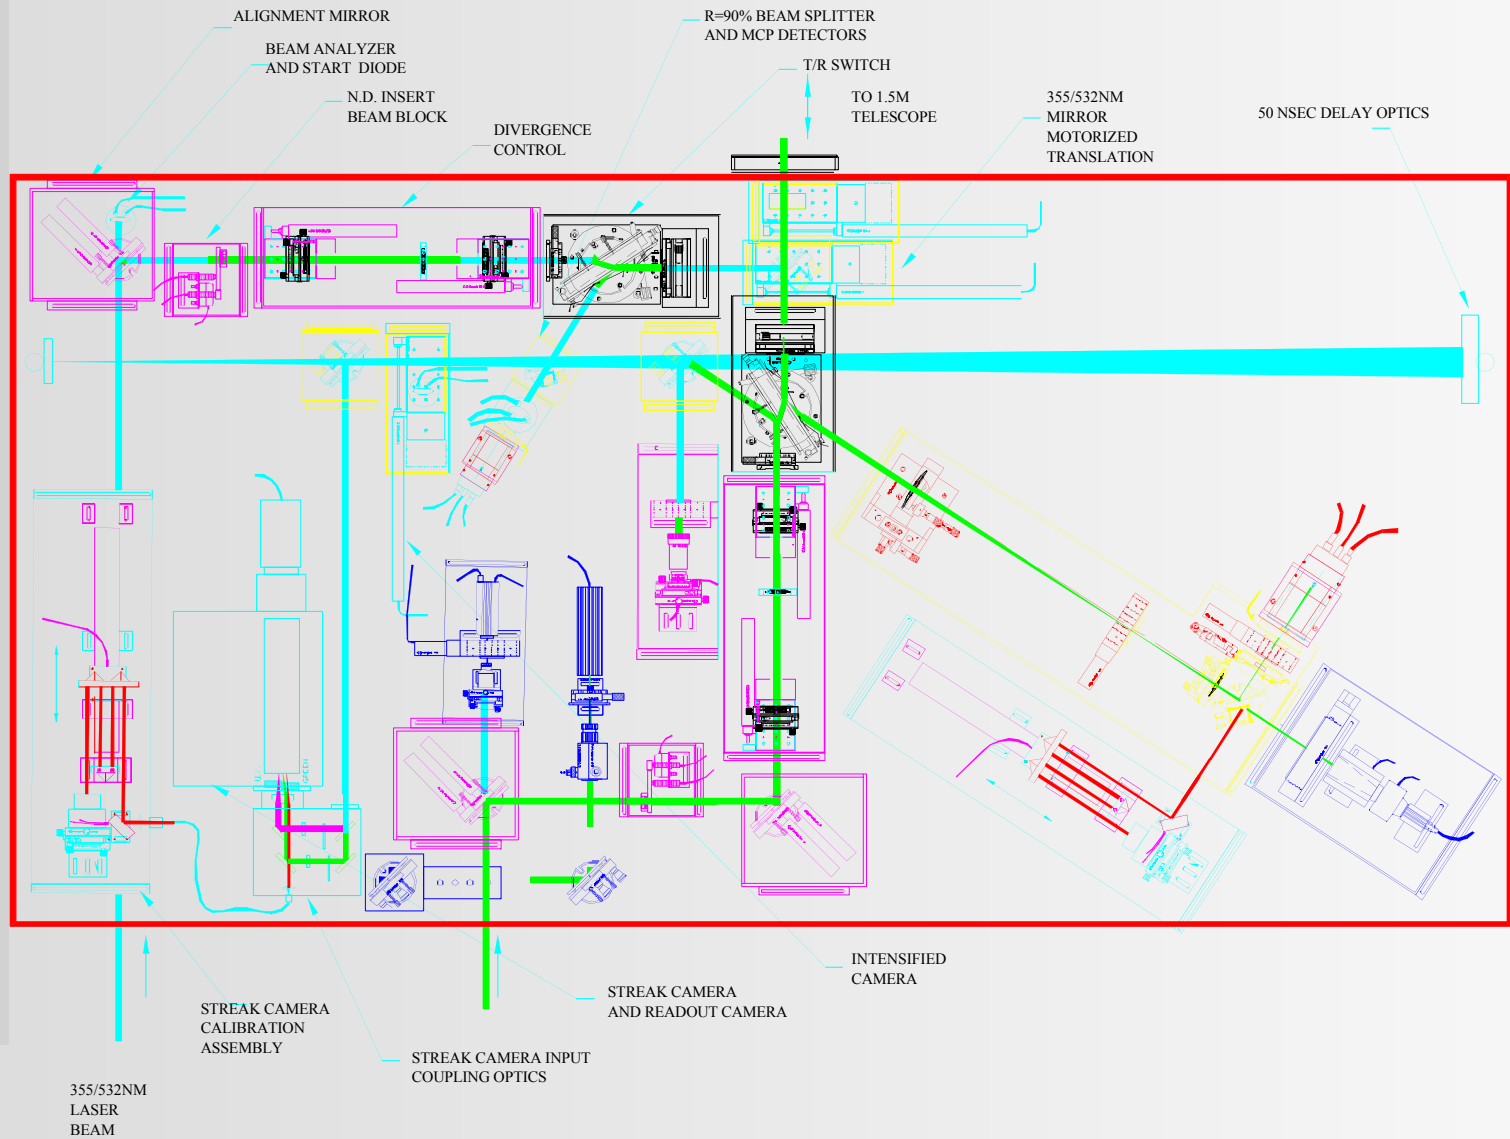 ALIGNMENT MIRROR
BEAM ANALYZER
AND START DIODE
N.D. INSERT
BEAM BLOCK
DIVERGENCE
CONTROL
R=90% BEAM SPLITTER
AND MCP DETECTORS
T/R SWITCH
TO 1.5M
TELESCOPE
355/532NM
MIRROR
MOTORIZED
TRANSLATION
50 NSEC DELAY OPTICS
INTENSIFIED
CAMERA
STREAK CAMERA
AND READOUT CAMERA
STREAK CAMERA
CALIBRATION
ASSEMBLY
STREAK CAMERA INPUT
COUPLING OPTICS
355/532NM
LASER
BEAM